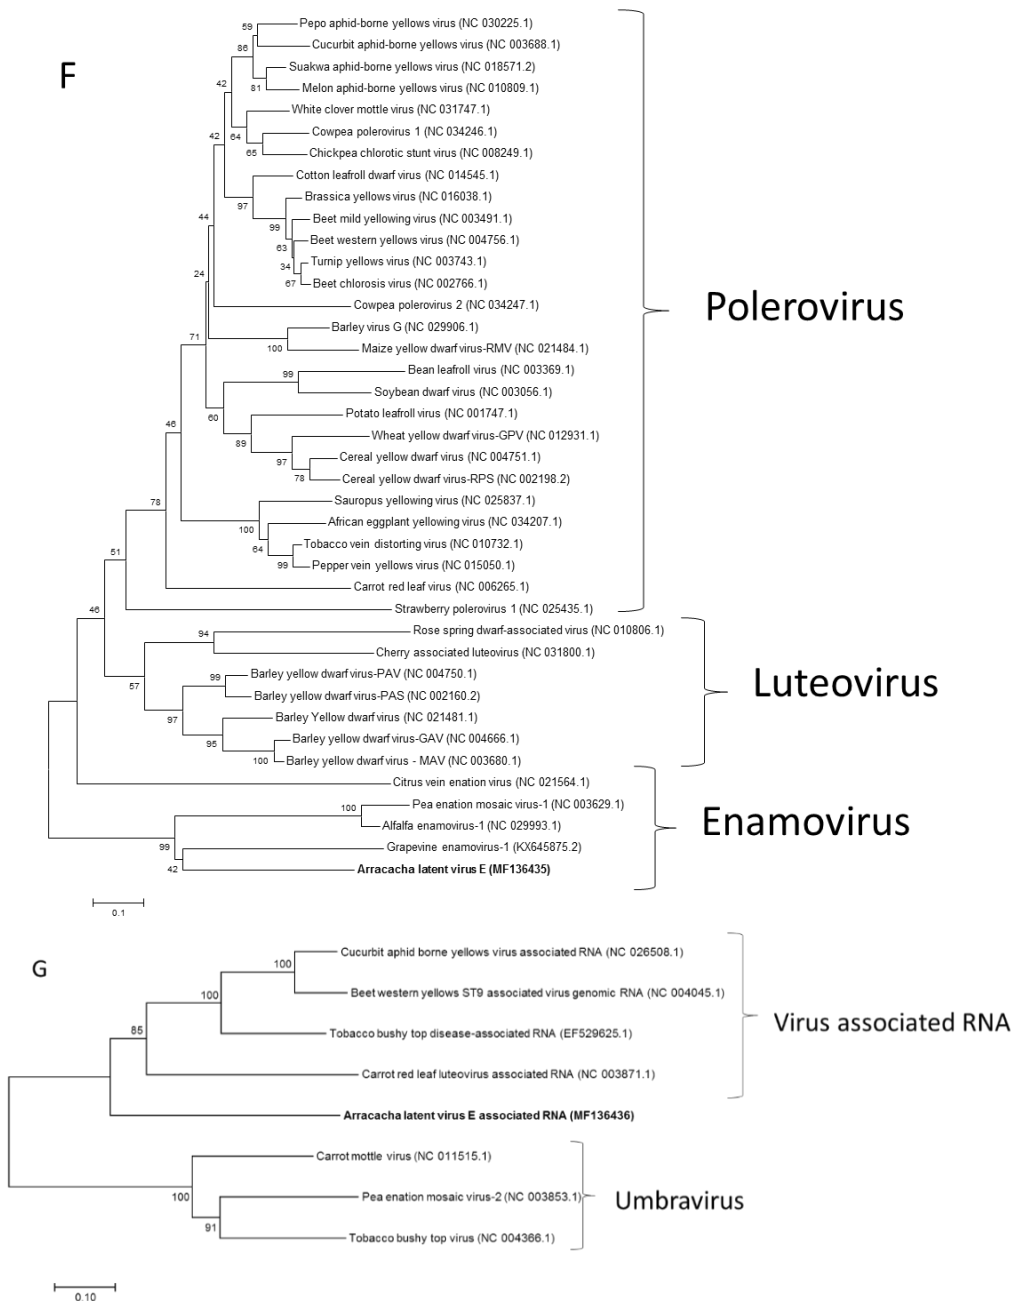 F
59
Pepo aphid-borne yellows virus (NC 030225.1)
86
Cucurbit aphid-borne yellows virus (NC 003688.1)
Suakwa aphid-borne yellows virus (NC 018571.2)
42
81
Melon aphid-borne yellows virus (NC 010809.1)
White clover mottle virus (NC 031747.1)
42
64
Cowpea polerovirus 1 (NC 034246.1)
65
Chickpea chlorotic stunt virus (NC 008249.1)
Cotton leafroll dwarf virus (NC 014545.1)
97
Brassica yellows virus (NC 016038.1)
44
99
Beet mild yellowing virus (NC 003491.1)
63
Beet western yellows virus (NC 004756.1)
34
Turnip yellows virus (NC 003743.1)
24
67
Beet chlorosis virus (NC 002766.1)
Cowpea polerovirus 2 (NC 034247.1)
Polerovirus
Barley virus G (NC 029906.1)
71
100
Maize yellow dwarf virus-RMV (NC 021484.1)
99
Bean leafroll virus (NC 003369.1)
Soybean dwarf virus (NC 003056.1)
60
Potato leafroll virus (NC 001747.1)
46
89
Wheat yellow dwarf virus-GPV (NC 012931.1)
97
Cereal yellow dwarf virus (NC 004751.1)
78
Cereal yellow dwarf virus-RPS (NC 002198.2)
78
Sauropus yellowing virus (NC 025837.1)
100
African eggplant yellowing virus (NC 034207.1)
64
Tobacco vein distorting virus (NC 010732.1)
51
99
Pepper vein yellows virus (NC 015050.1)
Carrot red leaf virus (NC 006265.1)
46
Strawberry polerovirus 1 (NC 025435.1)
94
Rose spring dwarf-associated virus (NC 010806.1)
Cherry associated luteovirus (NC 031800.1)
57
99
Barley yellow dwarf virus-PAV (NC 004750.1)
Barley yellow dwarf virus-PAS (NC 002160.2)
Luteovirus
97
Barley Yellow dwarf virus (NC 021481.1)
95
Barley yellow dwarf virus-GAV (NC 004666.1)
100
Barley yellow dwarf virus - MAV (NC 003680.1)
Citrus vein enation virus (NC 021564.1)
100
Pea enation mosaic virus-1 (NC 003629.1)
Alfalfa enamovirus-1 (NC 029993.1)
Enamovirus
99
Grapevine enamovirus-1 (KX645875.2)
42
Arracacha latent virus E (MF136435)
0.1
G
Cucurbit aphid borne yellows virus associated RNA (NC 026508.1)
100
Beet western yellows ST9 associated virus genomic RNA (NC 004045.1)
100
Virus associated RNA
85
Tobacco bushy top disease-associated RNA (EF529625.1)
Carrot red leaf luteovirus associated RNA (NC 003871.1)
Arracacha latent virus E associated RNA (MF136436)
Carrot mottle virus (NC 011515.1)
100
Pea enation mosaic virus-2 (NC 003853.1)
Umbravirus
91
Tobacco bushy top virus (NC 004366.1)
0.10